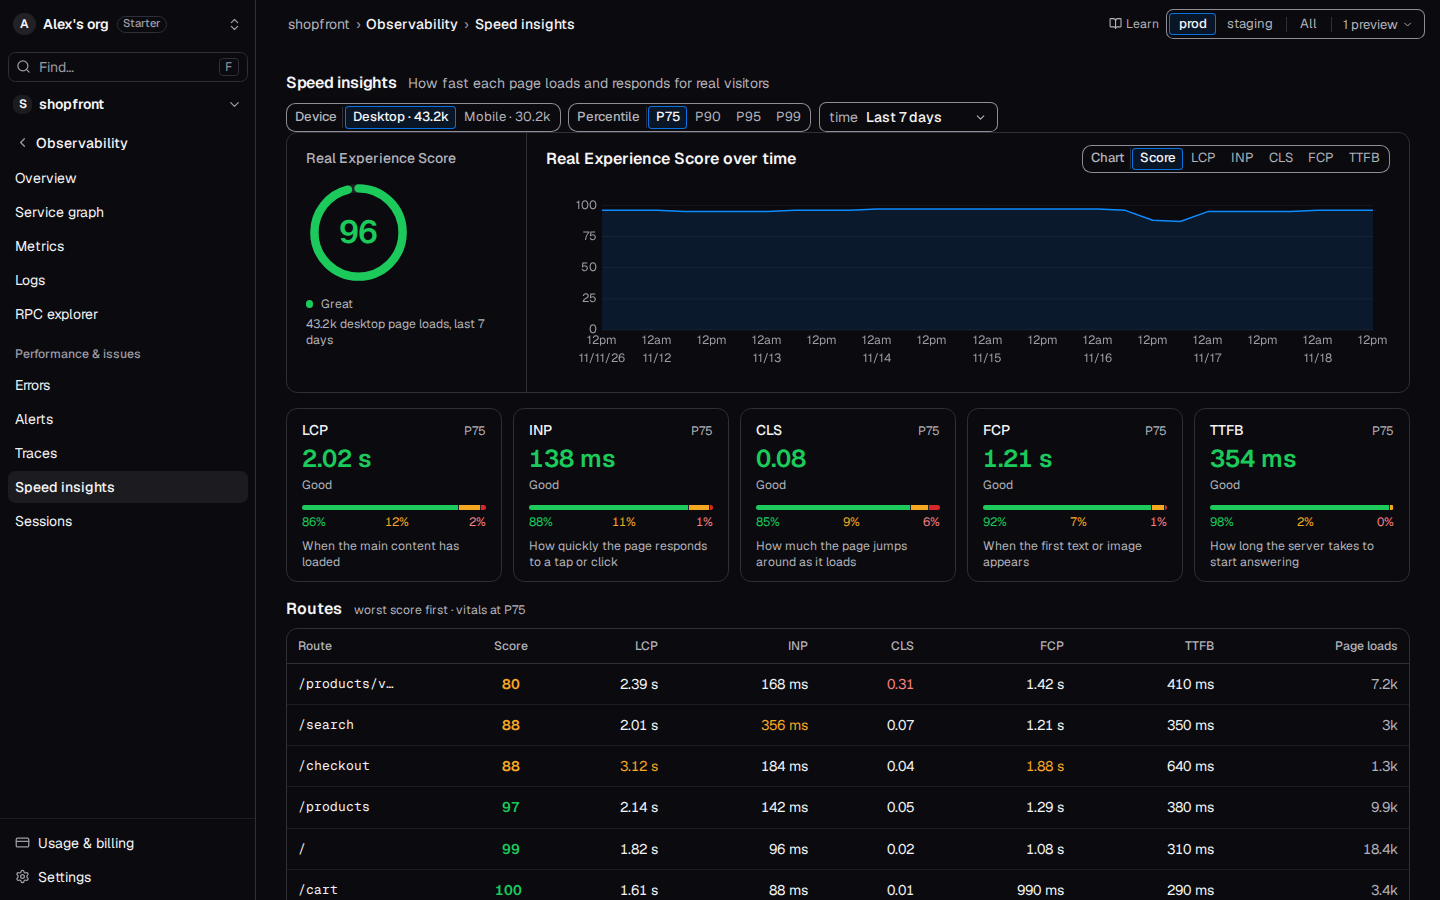 A Alex's org Starter
Find... F
S shopfront
Observability
Overview
Service graph
Metrics
Logs
RPC explorer
Performance & issues
Errors
Alerts
Traces
Speed insights
Sessions
Usage & billing
Settings
shopfront › Observability › Speed insights
Learn prod staging All 1 preview
Speed insights How fast each page loads and responds for real visitors
Device Desktop · 43.2k Mobile · 30.2k Percentile P75 P90 P95 P99 time Last 7 days
Real Experience Score
96
Great
43.2k desktop page loads, last 7
days
Real Experience Score over time
Chart Score LCP INP CLS FCP TTFB
100
75
50
25
0
12pm 12am 12pm 12am 12pm 12am 12pm 12am 12pm 12am 12pm 12am 12pm 12am 12pm
11/11/26 11/12 11/13 11/14 11/15 11/16 11/17 11/18
LCP P75
2.02 s
Good
86% 12% 2%
When the main content has
loaded
INP P75
138 ms
Good
88% 11% 1%
How quickly the page responds
to a tap or click
CLS P75
0.08
Good
85% 9% 6%
How much the page jumps
around as it loads
FCP P75
1.21 s
Good
92% 7% 1%
When the first text or image
appears
TTFB P75
354 ms
Good
98% 2% 0%
How long the server takes to
start answering
Routes worst score first · vitals at P75
Route Score LCP INP CLS FCP TTFB Page loads
/products/v… 80 2.39 s 168 ms 0.31 1.42 s 410 ms 7.2k
/search 88 2.01 s 356 ms 0.07 1.21 s 350 ms 3k
/checkout 88 3.12 s 184 ms 0.04 1.88 s 640 ms 1.3k
/products 97 2.14 s 142 ms 0.05 1.29 s 380 ms 9.9k
/ 99 1.82 s 96 ms 0.02 1.08 s 310 ms 18.4k
/cart 100 1.61 s 88 ms 0.01 990 ms 290 ms 3.4k